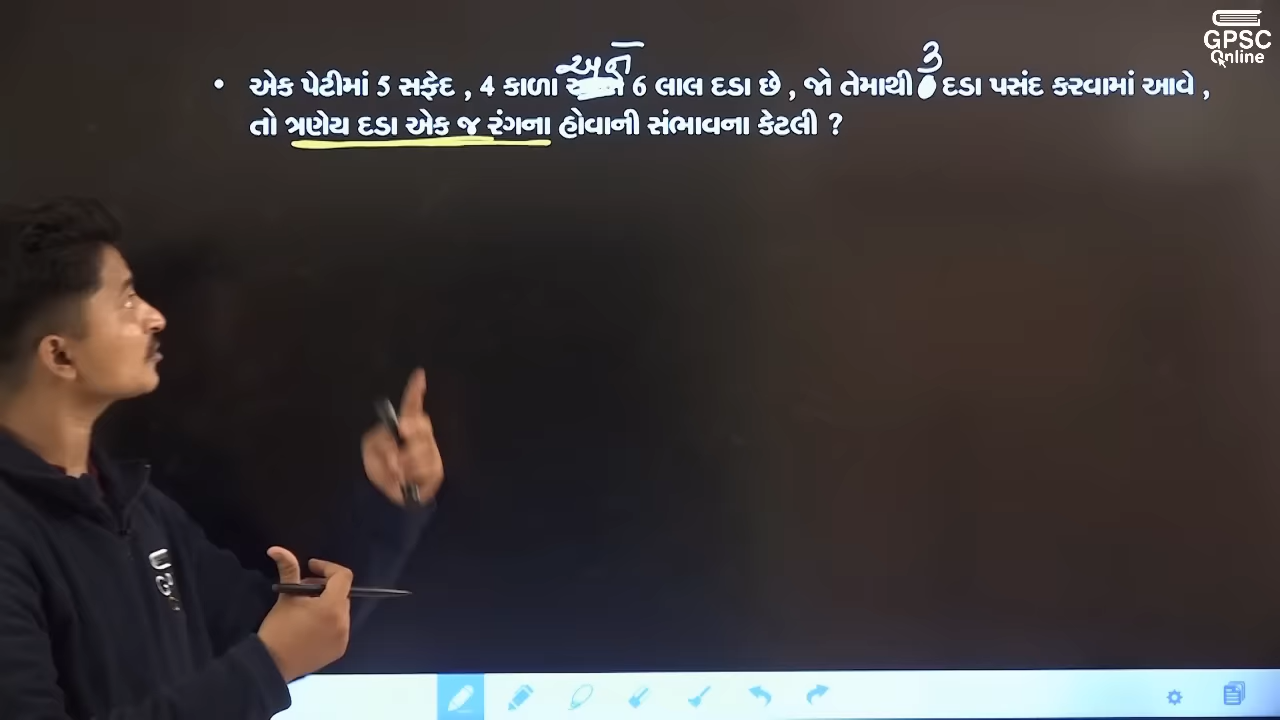 GPSC
Online
• એક પેટીમાં 5 સફેદ , 4 કાળા અને 6 લાલ દડા છે , જો તેમાથી 3 દડા પસંદ કરવામાં આવે ,
તો ત્રણેય દડા એક જ રંગના હોવાની સંભાવના કેટલી ?